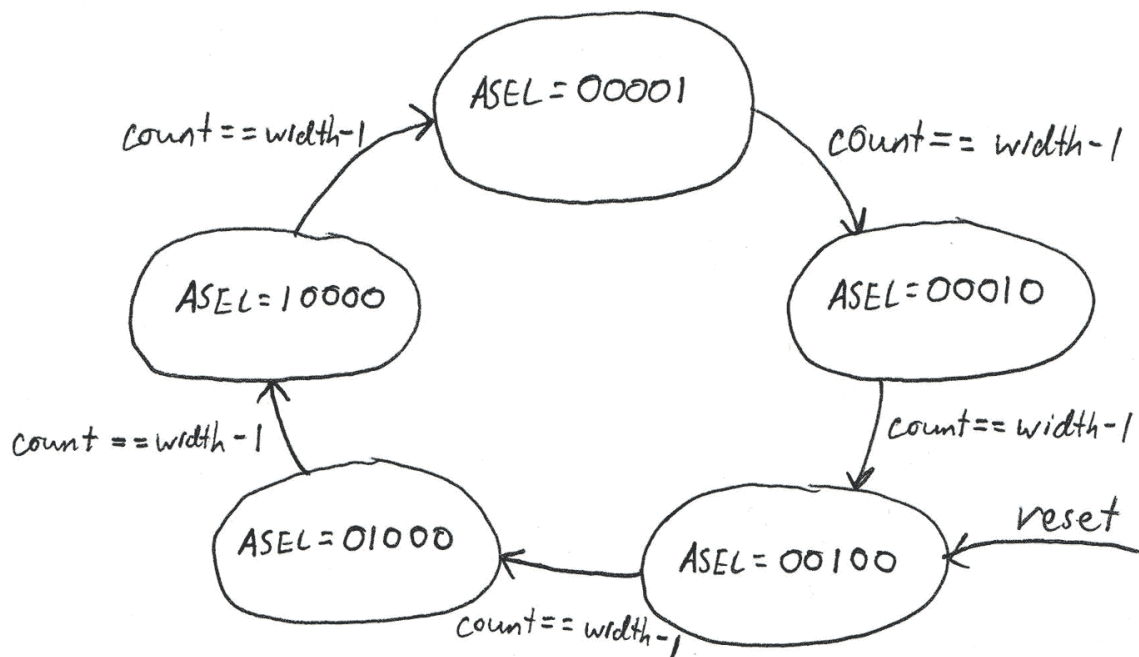 ASEL=00001
count==width-1
count== width-1
ASEL=10000
ASEL=00010
count==width-1
count==width-1
reset
ASEL=01000
ASEL=00100
count==width-1